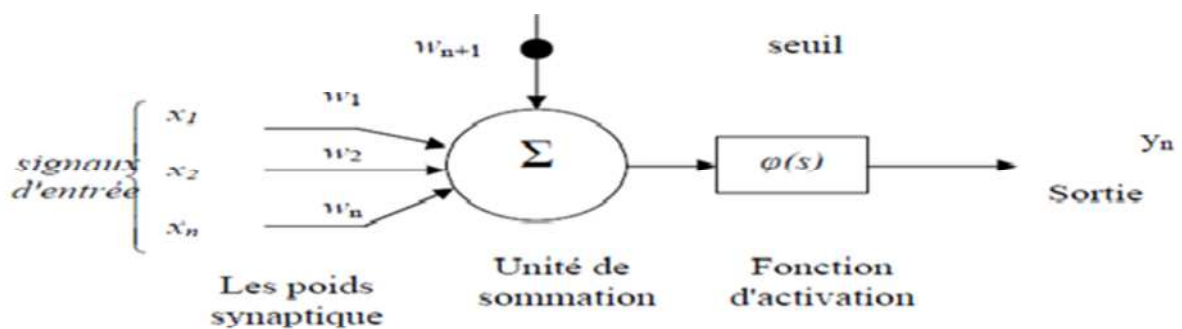 w_{n+1}
seuil
w_1
x_1
Σ
φ(s)
y_n
signaux
d'entrée
w_2
x_2
Sortie
w_n
x_n
Les poids
synaptique
Unité de
sommation
Fonction
d'activation